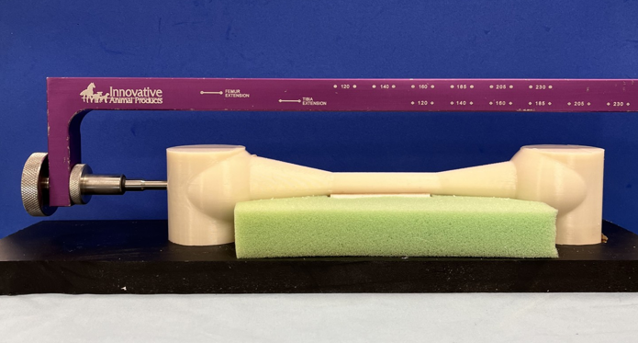 Innovative
Animal Products
FEMUR
EXTENSION
TIBIA
EXTENSION
120 140 160 185 205 230
120 140 160 185 205 230